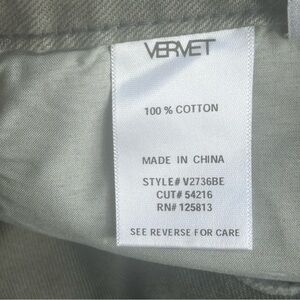 VERVET
100 % COTTON
MADE IN CHINA
STYLE# V2736BE
CUT# 54216
RN# 125813
SEE REVERSE FOR CARE